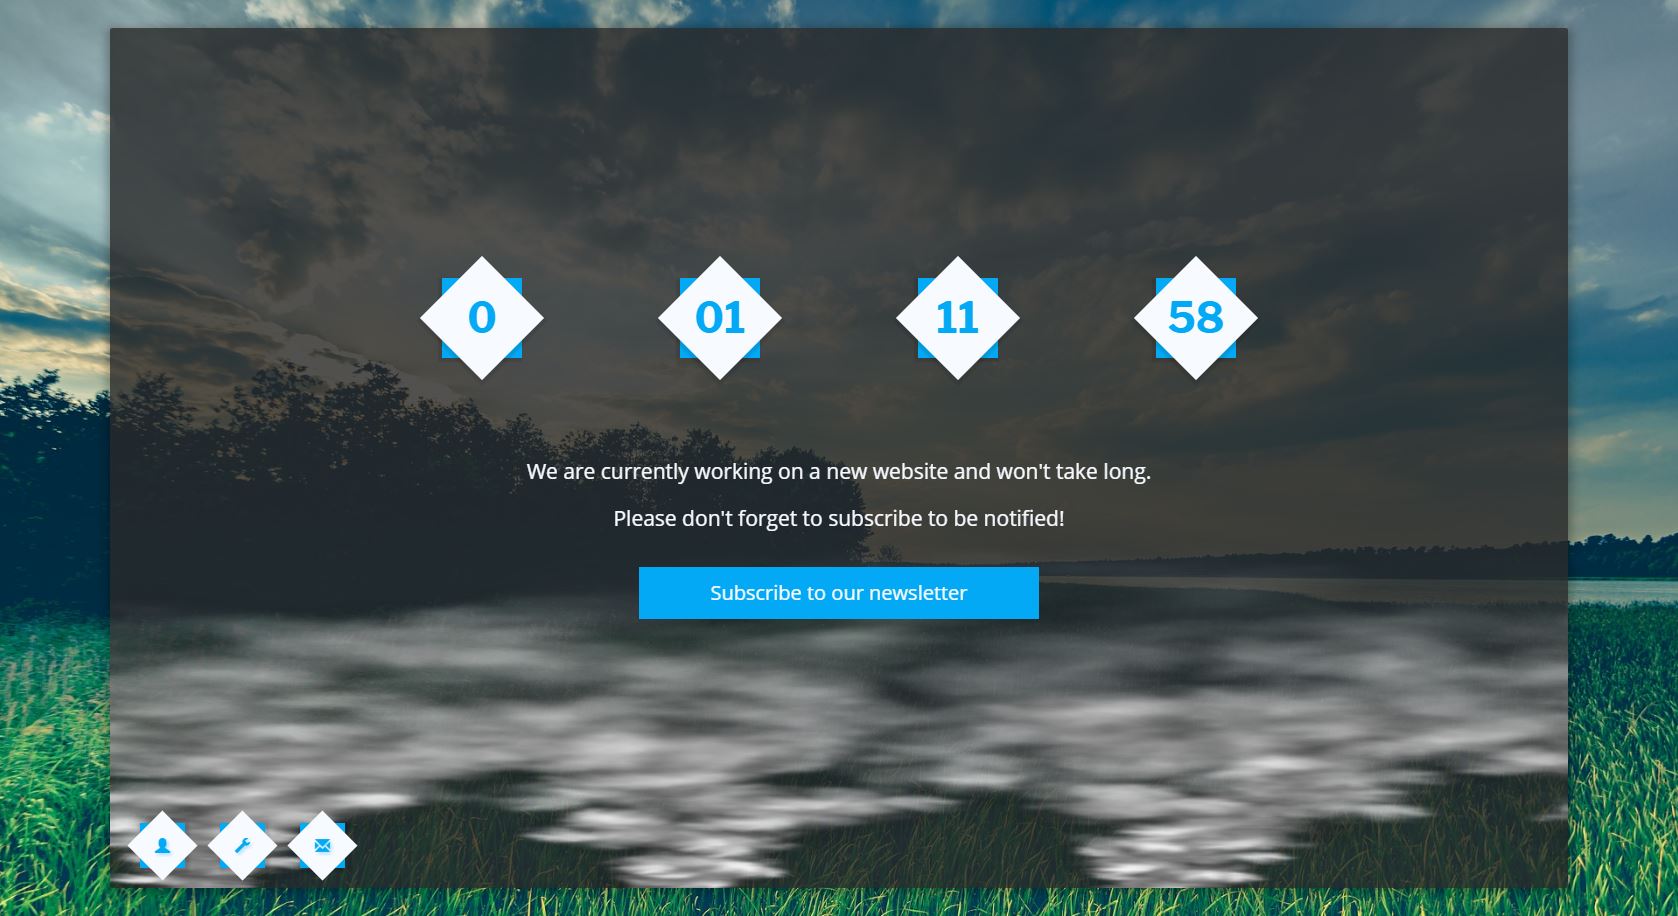 0
01
11
58
We are currently working on a new website and won't take long.
Please don't forget to subscribe to be notified!
Subscribe to our newsletter